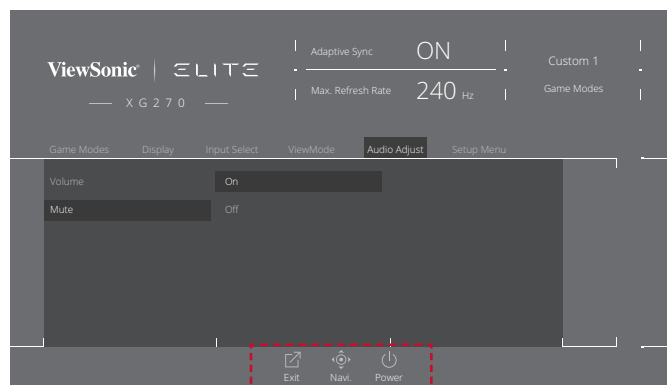 ViewSonic® ELITE
XG270
Adaptive Sync ON
Max. Refresh Rate 240 Hz
Custom 1
Game Modes
Game Modes Display Input Select ViewMode Audio Adjust Setup Menu
Volume On
Mute Off
Exit Navi. Power